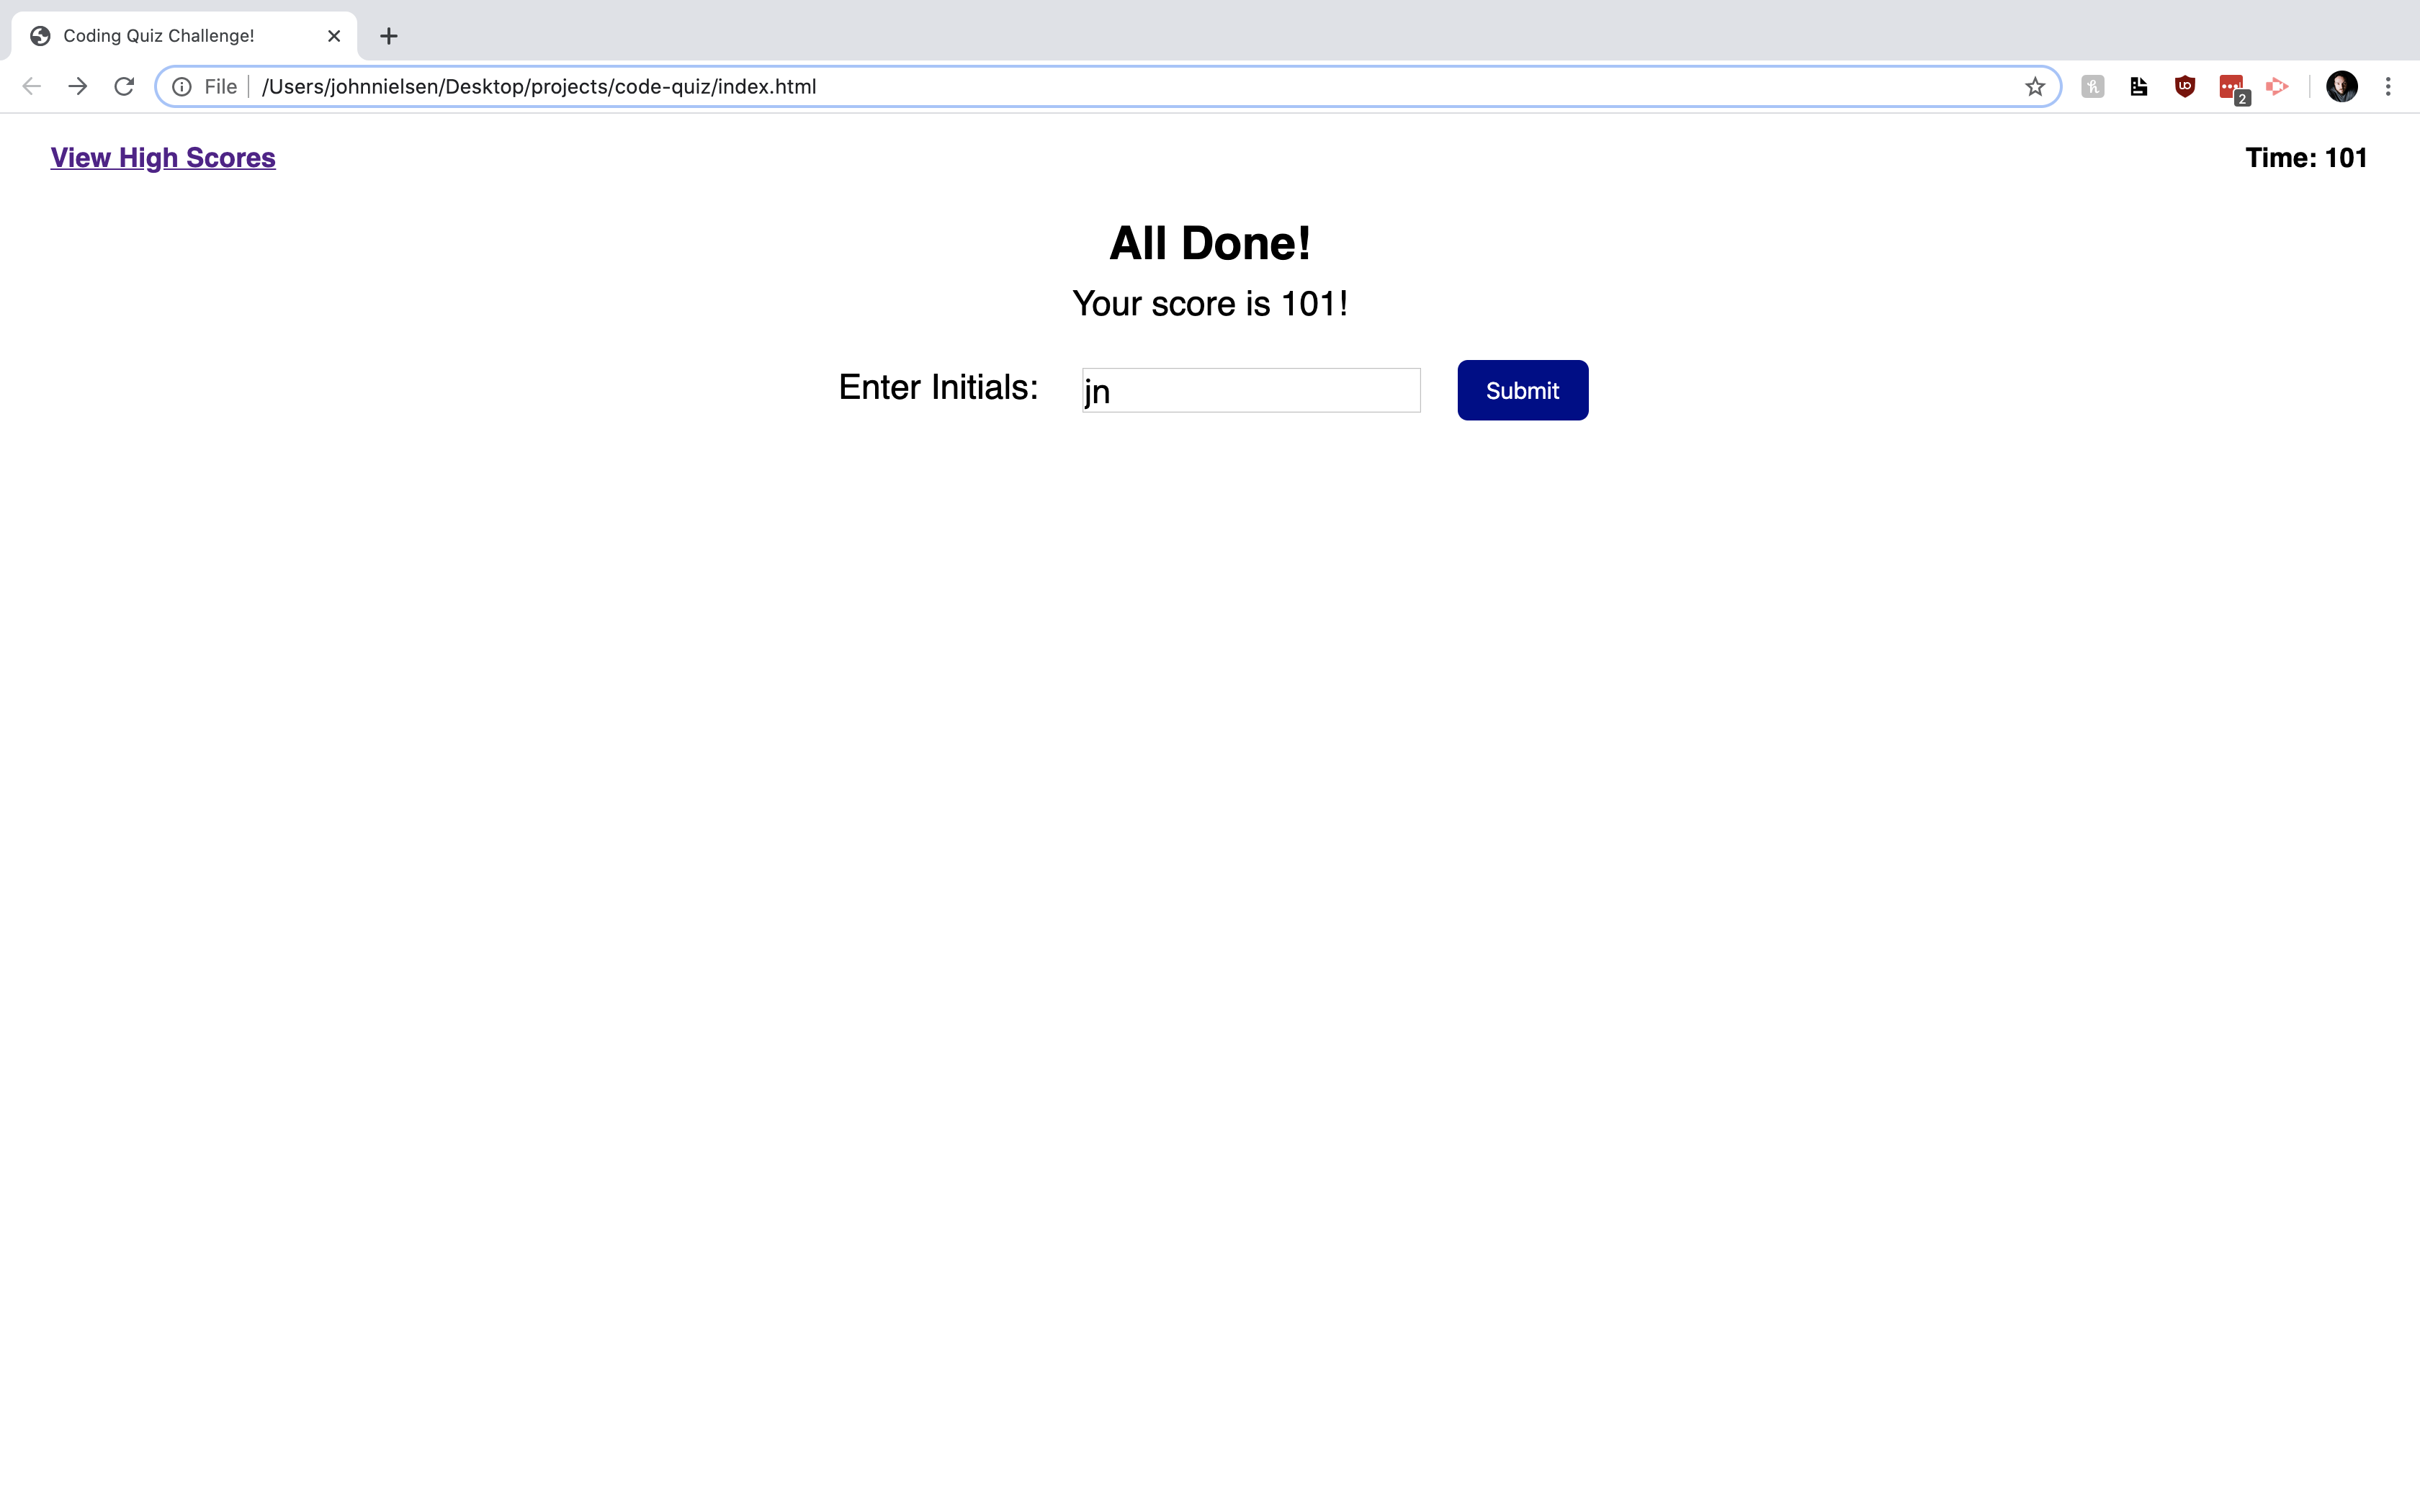 Coding Quiz Challenge!
File /Users/johnnielsen/Desktop/projects/code-quiz/index.html
2
View High Scores
Time: 101
All Done!
Your score is 101!
Enter Initials: jn Submit